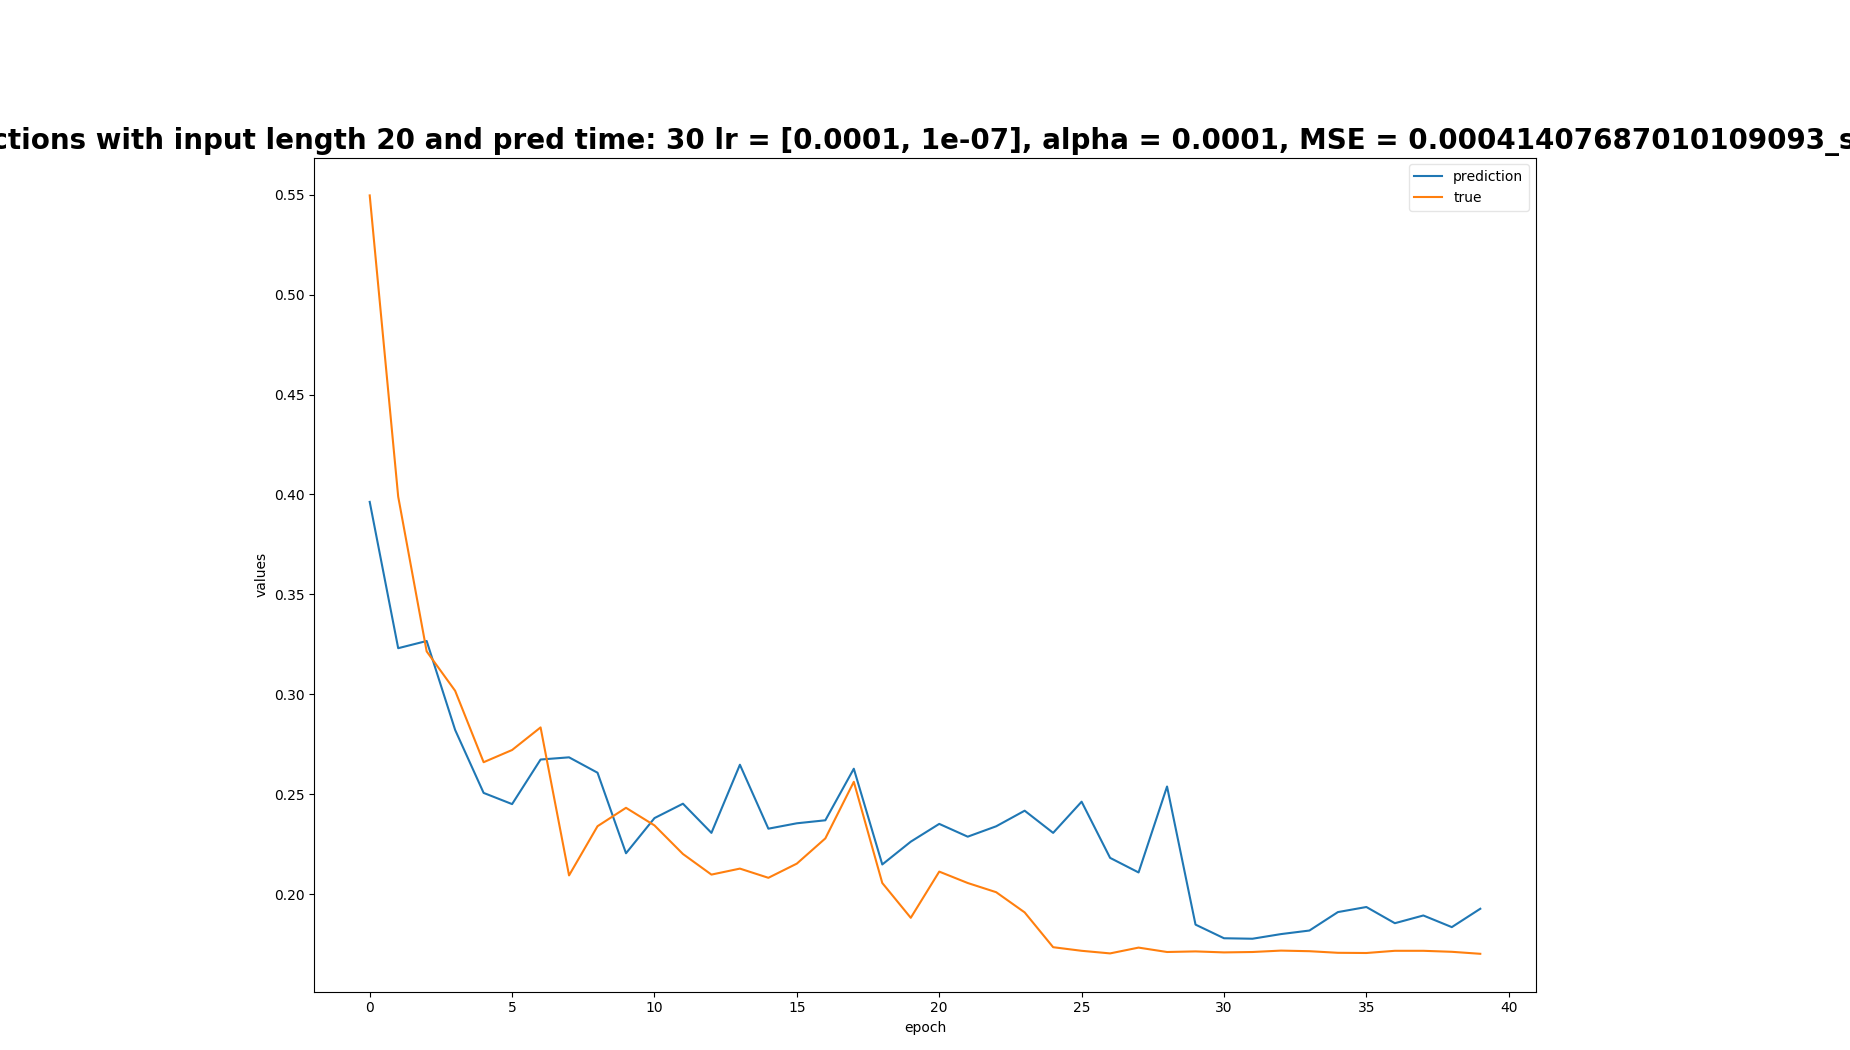 ctions with input length 20 and pred time: 30 lr = [0.0001, 1e-07], alpha = 0.0001, MSE = 0.00041407687010109093_s
prediction
true
0.55
0.50
0.45
0.40
0.35
0.30
0.25
0.20
values
0 5 10 15 20 25 30 35 40
epoch